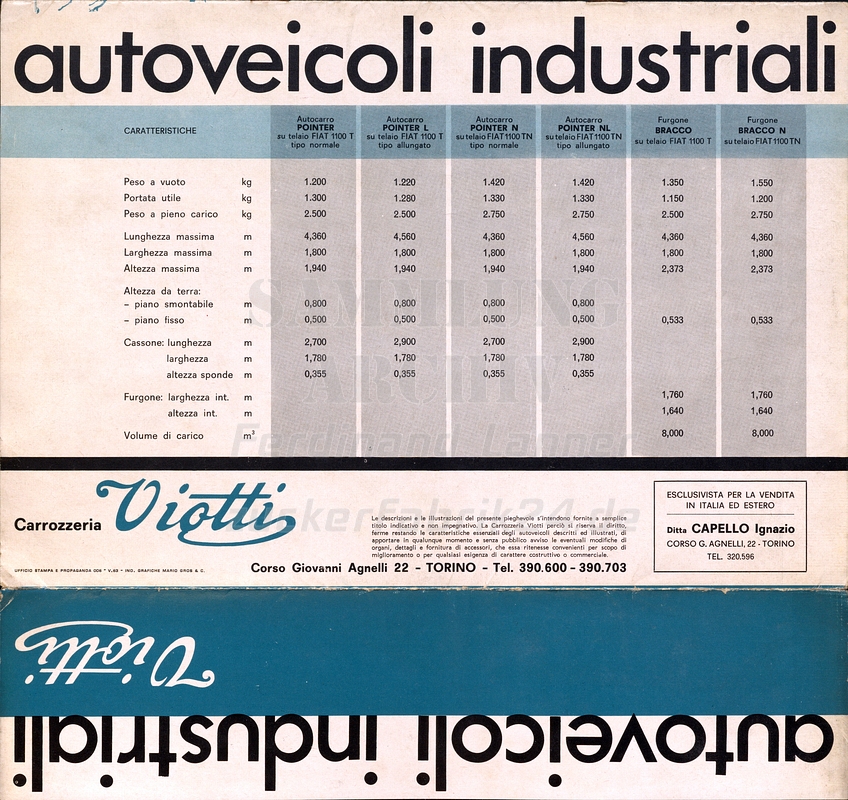 autoveicoli industriali
CARATTERISTICHE
Autocarro
POINTER
su telaio FIAT 1100 T
tipo normale
Autocarro
POINTER L
su telaio FIAT 1100 T
tipo allungato
Autocarro
POINTER N
su telaio FIAT 1100 TN
tipo normale
Autocarro
POINTER NL
su telaio FIAT 1100 TN
tipo allungato
Furgone
BRACCO
su telaio FIAT 1100 T
Furgone
BRACCO N
su telaio FIAT 1100 TN
Peso a vuoto kg 1.200 1.220 1.420 1.420 1.350 1.550
Portata utile kg 1.300 1.280 1.330 1.330 1.150 1.200
Peso a pieno carico kg 2.500 2.500 2.750 2.750 2.500 2.750
Lunghezza massima m 4,360 4,560 4,360 4,560 4,360 4,360
Larghezza massima m 1,800 1,800 1,800 1,800 1,800 1,800
Altezza massima m 1,940 1,940 1,940 1,940 2,373 2,373
Altezza da terra:
– piano smontabile m 0,800 0,800 0,800 0,800
– piano fisso m 0,500 0,500 0,500 0,500 0,533 0,533
Cassone: lunghezza m 2,700 2,900 2,700 2,900
larghezza m 1,780 1,780 1,780 1,780
altezza sponde m 0,355 0,355 0,355 0,355
Furgone: larghezza int. m 1,760 1,760
altezza int. m 1,640 1,640
Volume di carico m³ 8,000 8,000
SAMMLUNG
ARCHIV
Ferdinand Lanner
Carrozzeria Viotti
Le descrizioni e le illustrazioni del presente pieghevole s'intendono fornite a semplice
titolo indicativo e non impegnativo. La Carrozzeria Viotti perciò si riserva il diritto,
ferme restando le caratteristiche essenziali degli autoveicoli descritti ed illustrati, di
apportare in qualunque momento e senza pubblico avviso le eventuali modifiche di
organi, dettagli e fornitura di accessori, che essa ritenesse convenienti per scopo di
miglioramento o per qualsiasi esigenza di carattere costruttivo o commerciale.
Corso Giovanni Agnelli 22 - TORINO - Tel. 390.600 - 390.703
ESCLUSIVISTA PER LA VENDITA
IN ITALIA ED ESTERO
Ditta CAPELLO Ignazio
CORSO G. AGNELLI, 22 - TORINO
TEL. 320.596
Viotti
autoveicoli industriali